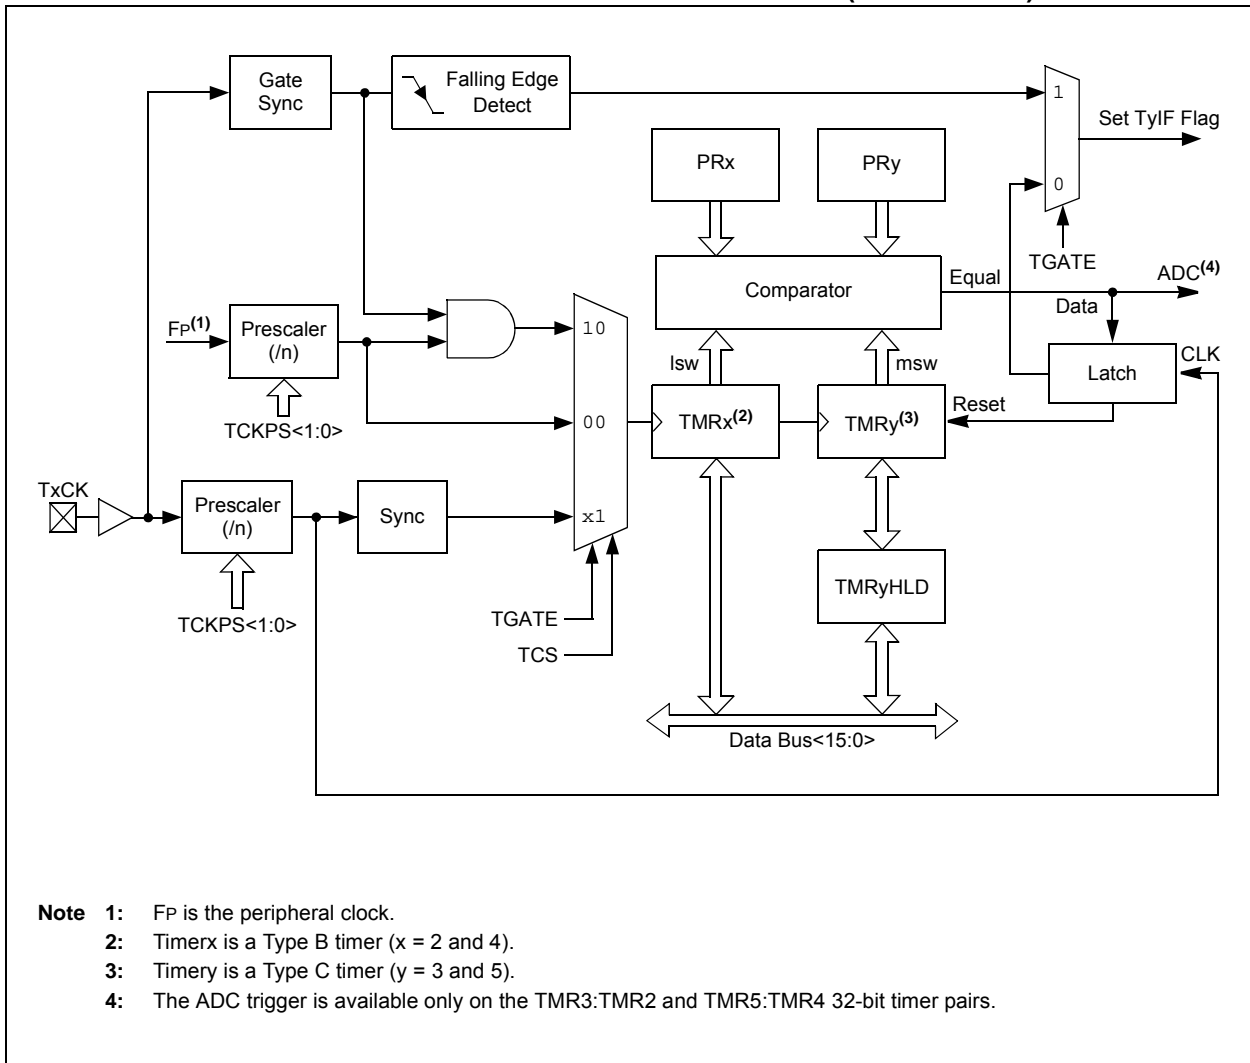 Gate
Sync
Falling Edge
Detect
1
Set TyIF Flag
PRx
PRy
0
TGATE
Comparator
Equal
ADC(4)
Data
FP(1)
Prescaler
(/n)
10
lsw
msw
Latch
CLK
TCKPS<1:0>
00
TMRx(2)
TMRy(3)
Reset
TxCK
Prescaler
(/n)
Sync
x1
TMRyHLD
TCKPS<1:0>
TGATE
TCS
Data Bus<15:0>
Note 1: FP is the peripheral clock.
2: Timerx is a Type B timer (x = 2 and 4).
3: Timery is a Type C timer (y = 3 and 5).
4: The ADC trigger is available only on the TMR3:TMR2 and TMR5:TMR4 32-bit timer pairs.